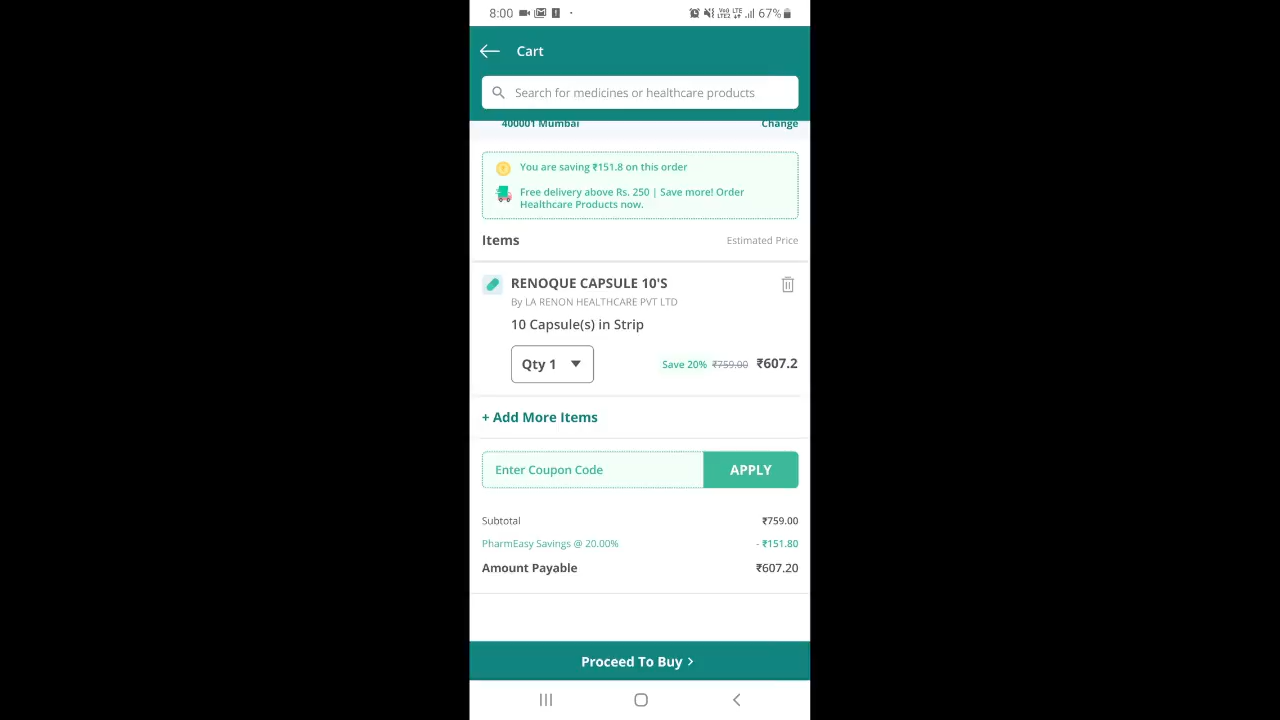 8:00
VoO LTE 67%
LTE2
Cart
Search for medicines or healthcare products
400001 Mumbai Change
You are saving ₹151.8 on this order
Free delivery above Rs. 250 | Save more! Order
Healthcare Products now.
Items Estimated Price
RENOQUE CAPSULE 10'S
By LA RENON HEALTHCARE PVT LTD
10 Capsule(s) in Strip
Qty 1 Save 20% ₹759.00 ₹607.2
+ Add More Items
Enter Coupon Code APPLY
Subtotal ₹759.00
PharmEasy Savings @ 20.00% - ₹151.80
Amount Payable ₹607.20
Proceed To Buy >